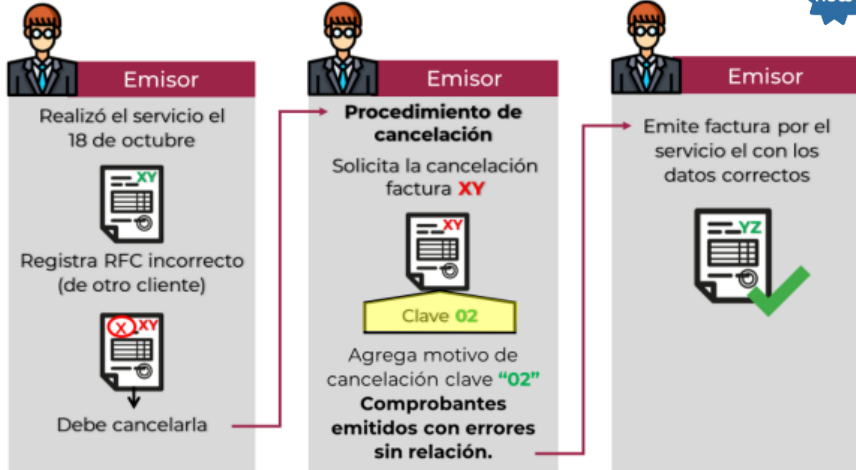 Emisor
Realizó el servicio el
18 de octubre
XY
Registra RFC incorrecto
(de otro cliente)
X XY
Debe cancelarla
Emisor
Procedimiento de
cancelación
Solicita la cancelación
factura XY
XY
Clave 02
Agrega motivo de
cancelación clave “02”
Comprobantes
emitidos con errores
sin relación.
Emisor
Emite factura por el
servicio el con los
datos correctos
YZ